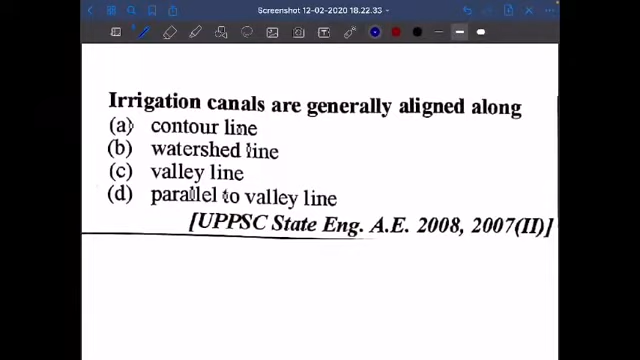 Screenshot 12-02-2020 18.22.33
Irrigation canals are generally aligned along
(a) contour line
(b) watershed line
(c) valley line
(d) parallel to valley line
[UPPSC State Eng. A.E. 2008, 2007(II)]